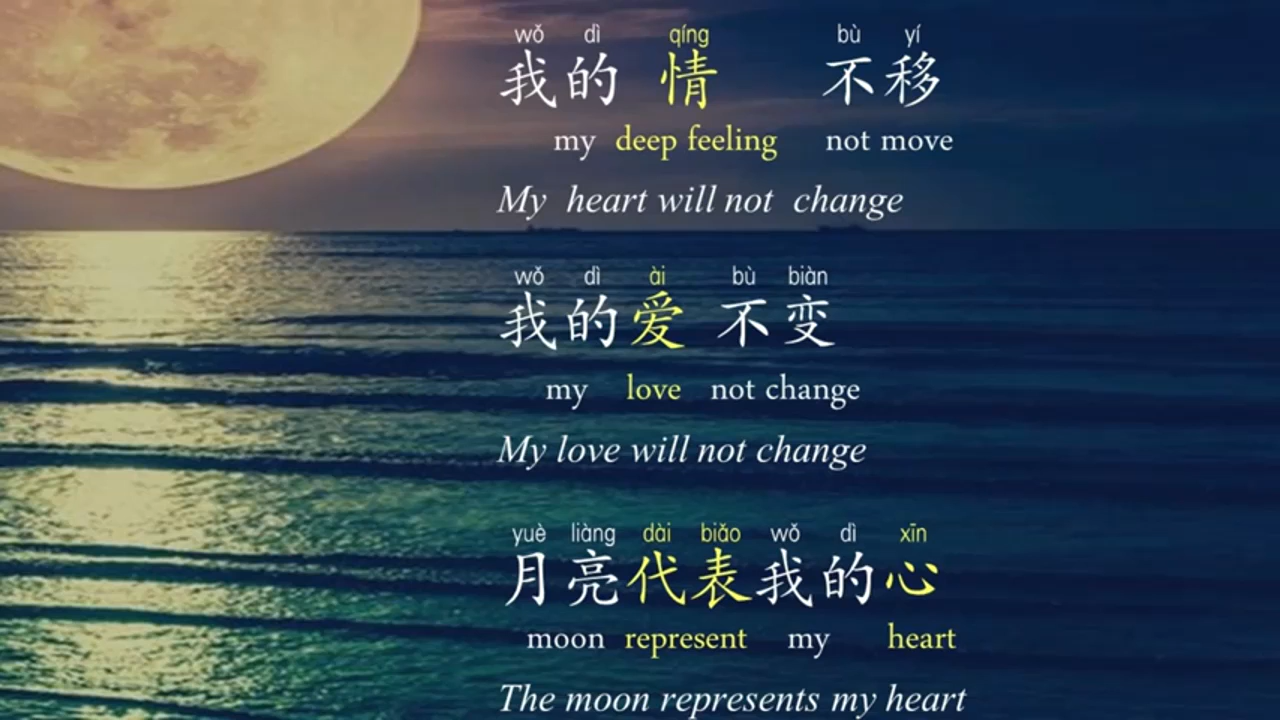 wǒ dì qíng bù yí
我的 情 不移
my deep feeling not move
My heart will not change
wǒ dì ài bù biàn
我的爱 不变
my love not change
My love will not change
yuè liàng dài biǎo wǒ dì xīn
月亮代表我的心
moon represent my heart
The moon represents my heart